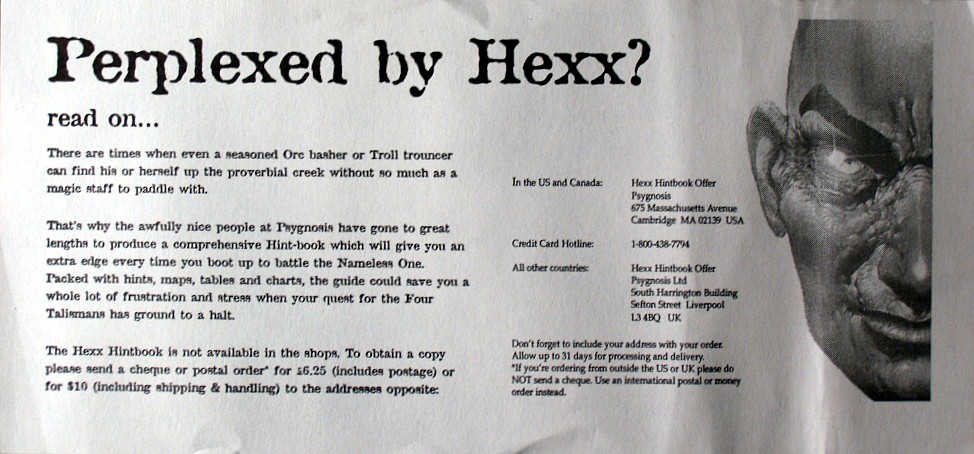 Perplexed by Hexx?
read on...
There are times when even a seasoned Orc basher or Troll trouncer
can find his or herself up the proverbial creek without so much as a
magic staff to paddle with.
That's why the awfully nice people at Psygnosis have gone to great
lengths to produce a comprehensive Hint-book which will give you an
extra edge every time you boot up to battle the Nameless One.
Packed with hints, maps, tables and charts, the guide could save you a
whole lot of frustration and stress when your quest for the Four
Talismans has ground to a halt.
The Hexx Hintbook is not available in the shops. To obtain a copy
please send a cheque or postal order* for £6.25 (includes postage) or
for $10 (including shipping & handling) to the addresses opposite:
In the US and Canada: Hexx Hintbook Offer
Psygnosis
675 Massachusetts Avenue
Cambridge MA 02139 USA
Credit Card Hotline: 1-800-438-7794
All other countries: Hexx Hintbook Offer
Psygnosis Ltd
South Harrington Building
Sefton Street Liverpool
L3 4BQ UK
Don't forget to include your address with your order.
Allow up to 31 days for processing and delivery.
*If you're ordering from outside the US or UK please do
NOT send a cheque. Use an international postal or money
order instead.